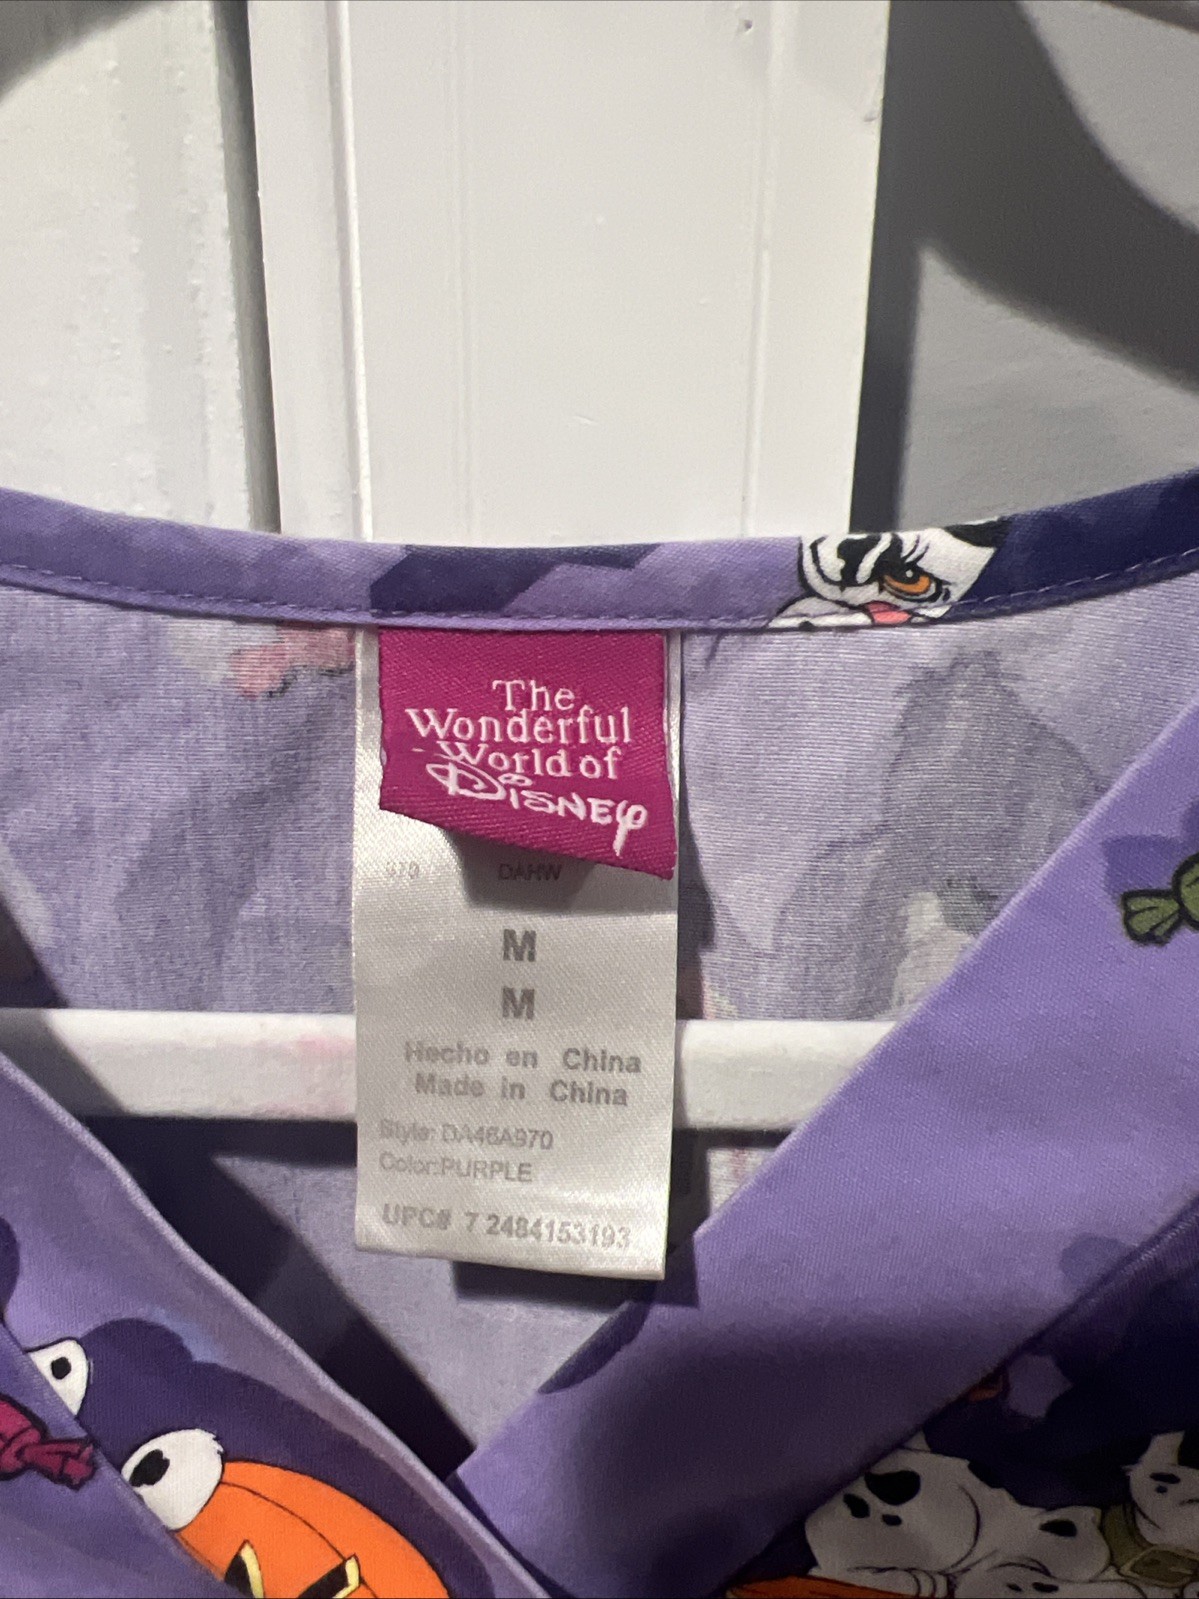 The
Wonderful
World of
Disney
970 DAHW
M
M
Hecho en China
Made in China
Style: DA46A970
Color:PURPLE
UPC# 7 2484153193